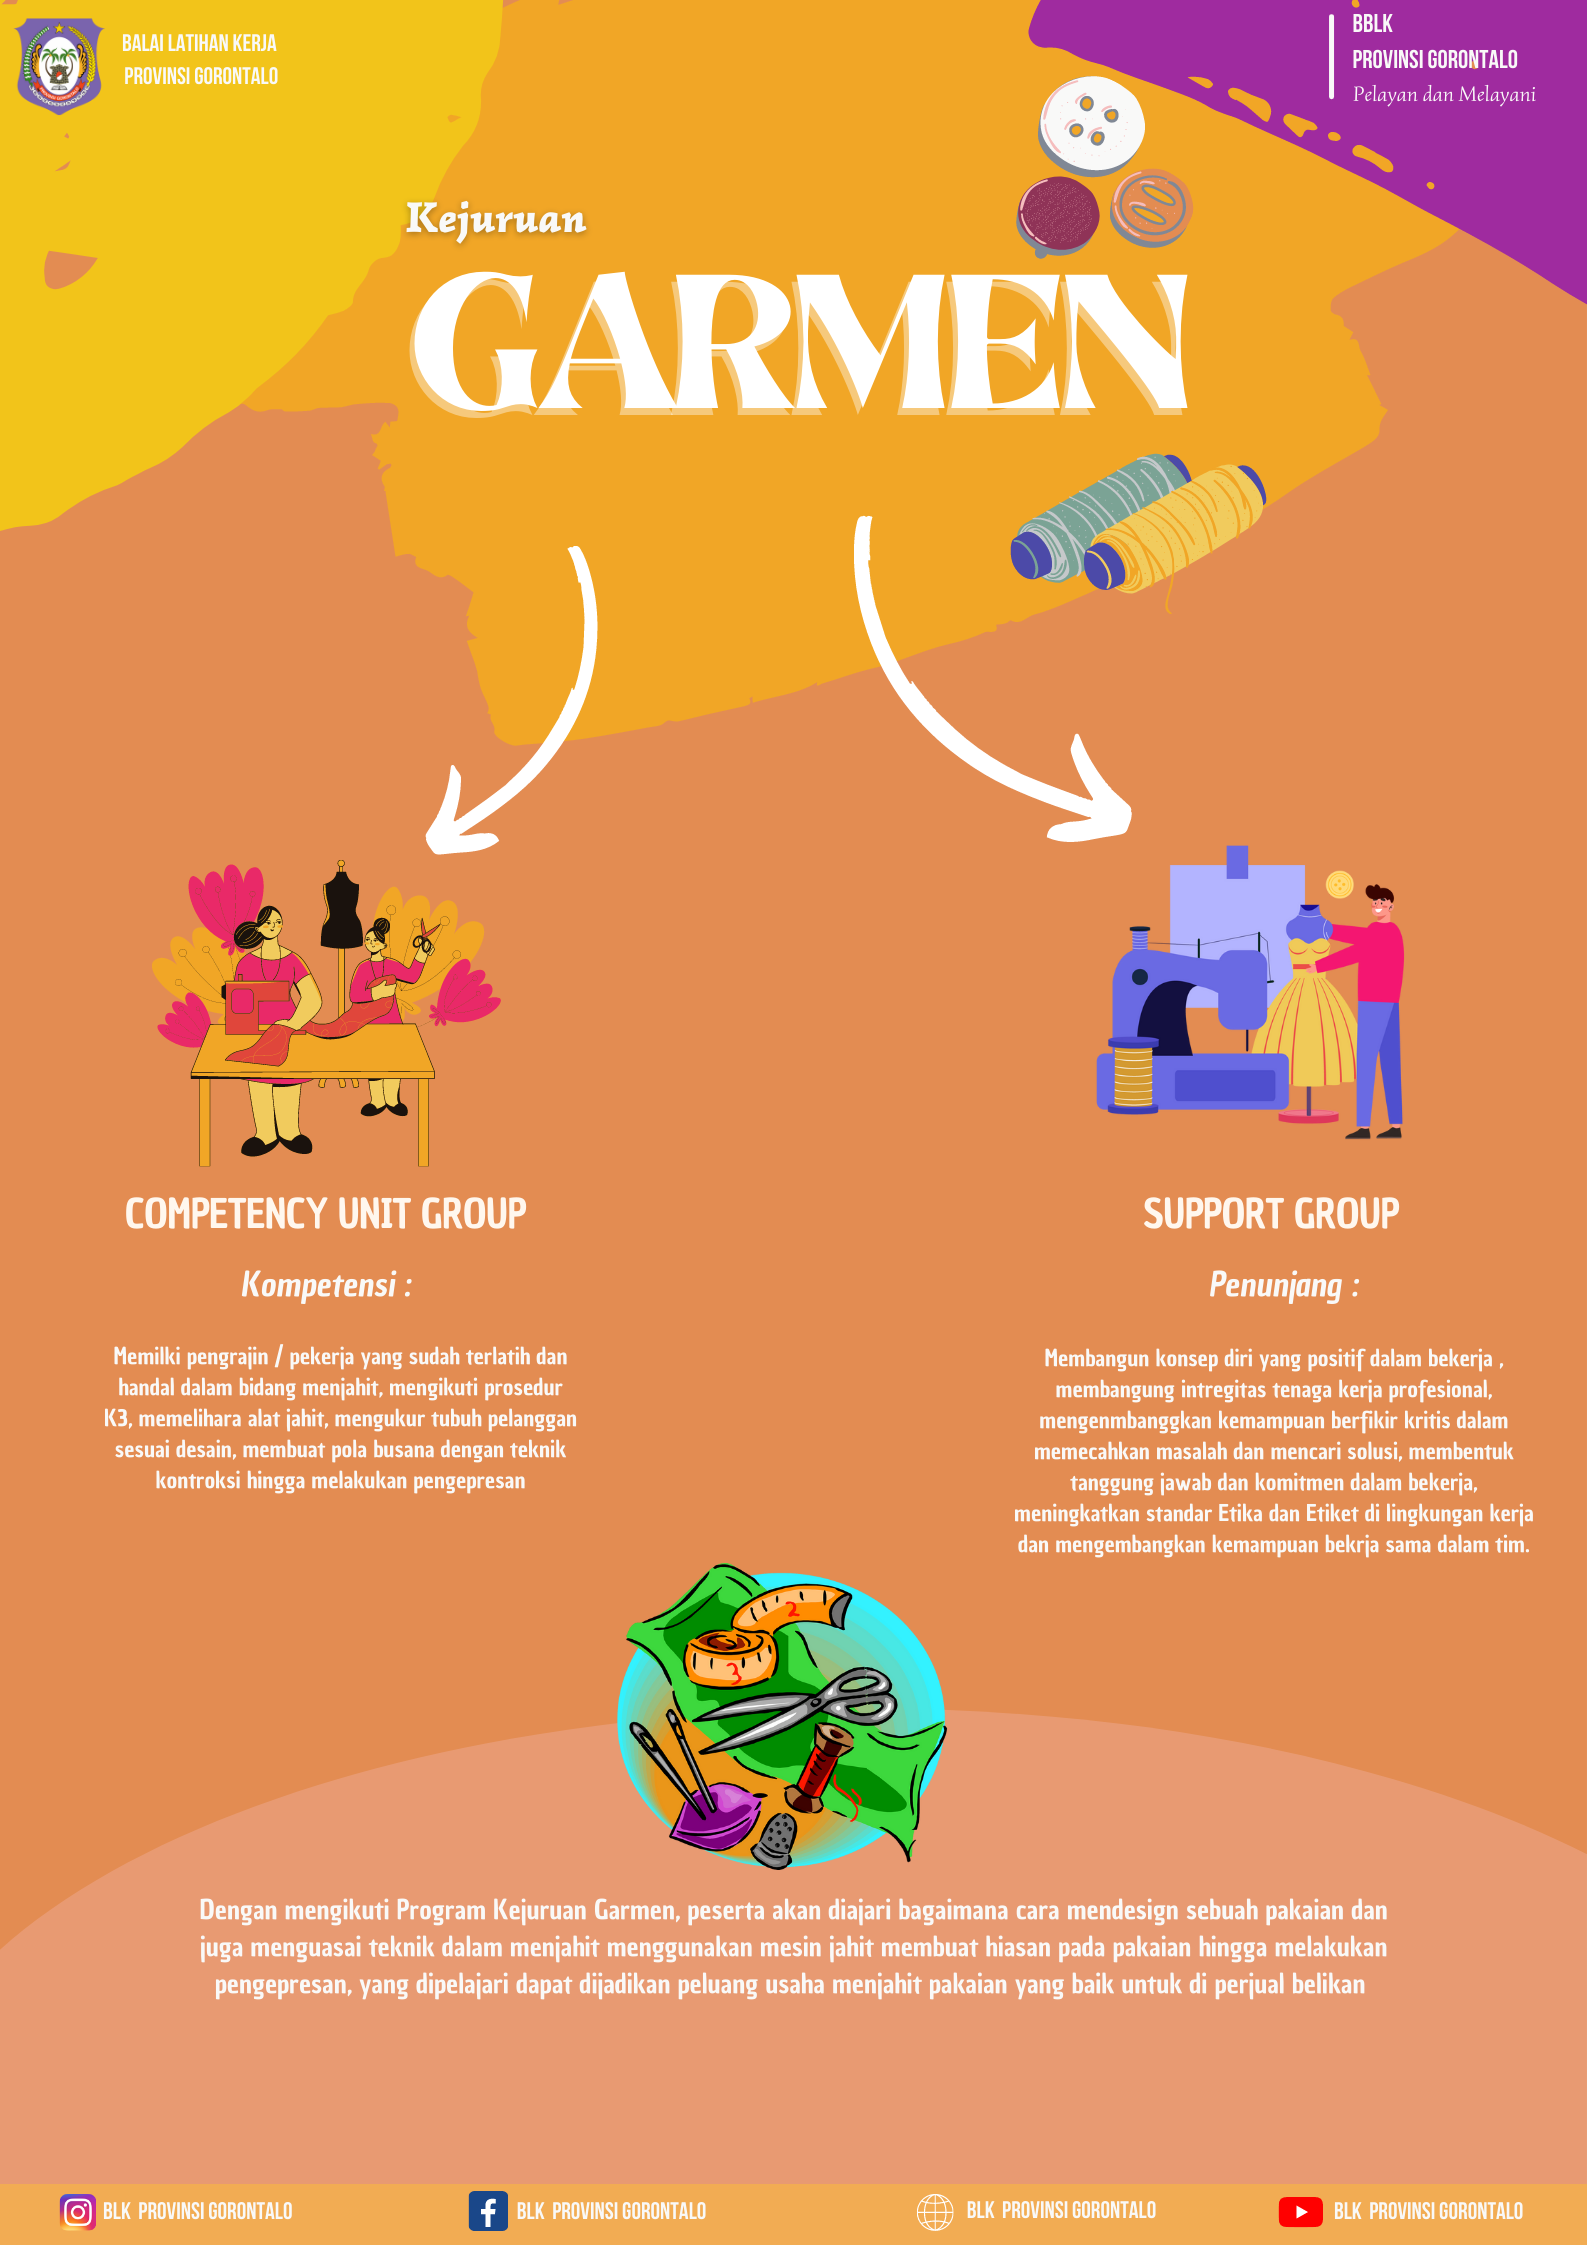 BALAI LATIHAN KERJA
PROVINSI GORONTALO
BBLK
PROVINSI GORONTALO
Pelayan dan Melayani
Kejuruan
GARMEN
COMPETENCY UNIT GROUP
Kompetensi :
Memilki pengrajin / pekerja yang sudah terlatih dan
handal dalam bidang menjahit, mengikuti prosedur
K3, memelihara alat jahit, mengukur tubuh pelanggan
sesuai desain, membuat pola busana dengan teknik
kontroksi hingga melakukan pengepresan
SUPPORT GROUP
Penunjang :
Membangun konsep diri yang positif dalam bekerja ,
membangung intregitas tenaga kerja profesional,
mengenmbanggkan kemampuan berfikir kritis dalam
memecahkan masalah dan mencari solusi, membentuk
tanggung jawab dan komitmen dalam bekerja,
meningkatkan standar Etika dan Etiket di lingkungan kerja
dan mengembangkan kemampuan bekrja sama dalam tim.
2
3
Dengan mengikuti Program Kejuruan Garmen, peserta akan diajari bagaimana cara mendesign sebuah pakaian dan
juga menguasai teknik dalam menjahit menggunakan mesin jahit membuat hiasan pada pakaian hingga melakukan
pengepresan, yang dipelajari dapat dijadikan peluang usaha menjahit pakaian yang baik untuk di perjual belikan
BLK PROVINSI GORONTALO
BLK PROVINSI GORONTALO
BLK PROVINSI GORONTALO
BLK PROVINSI GORONTALO